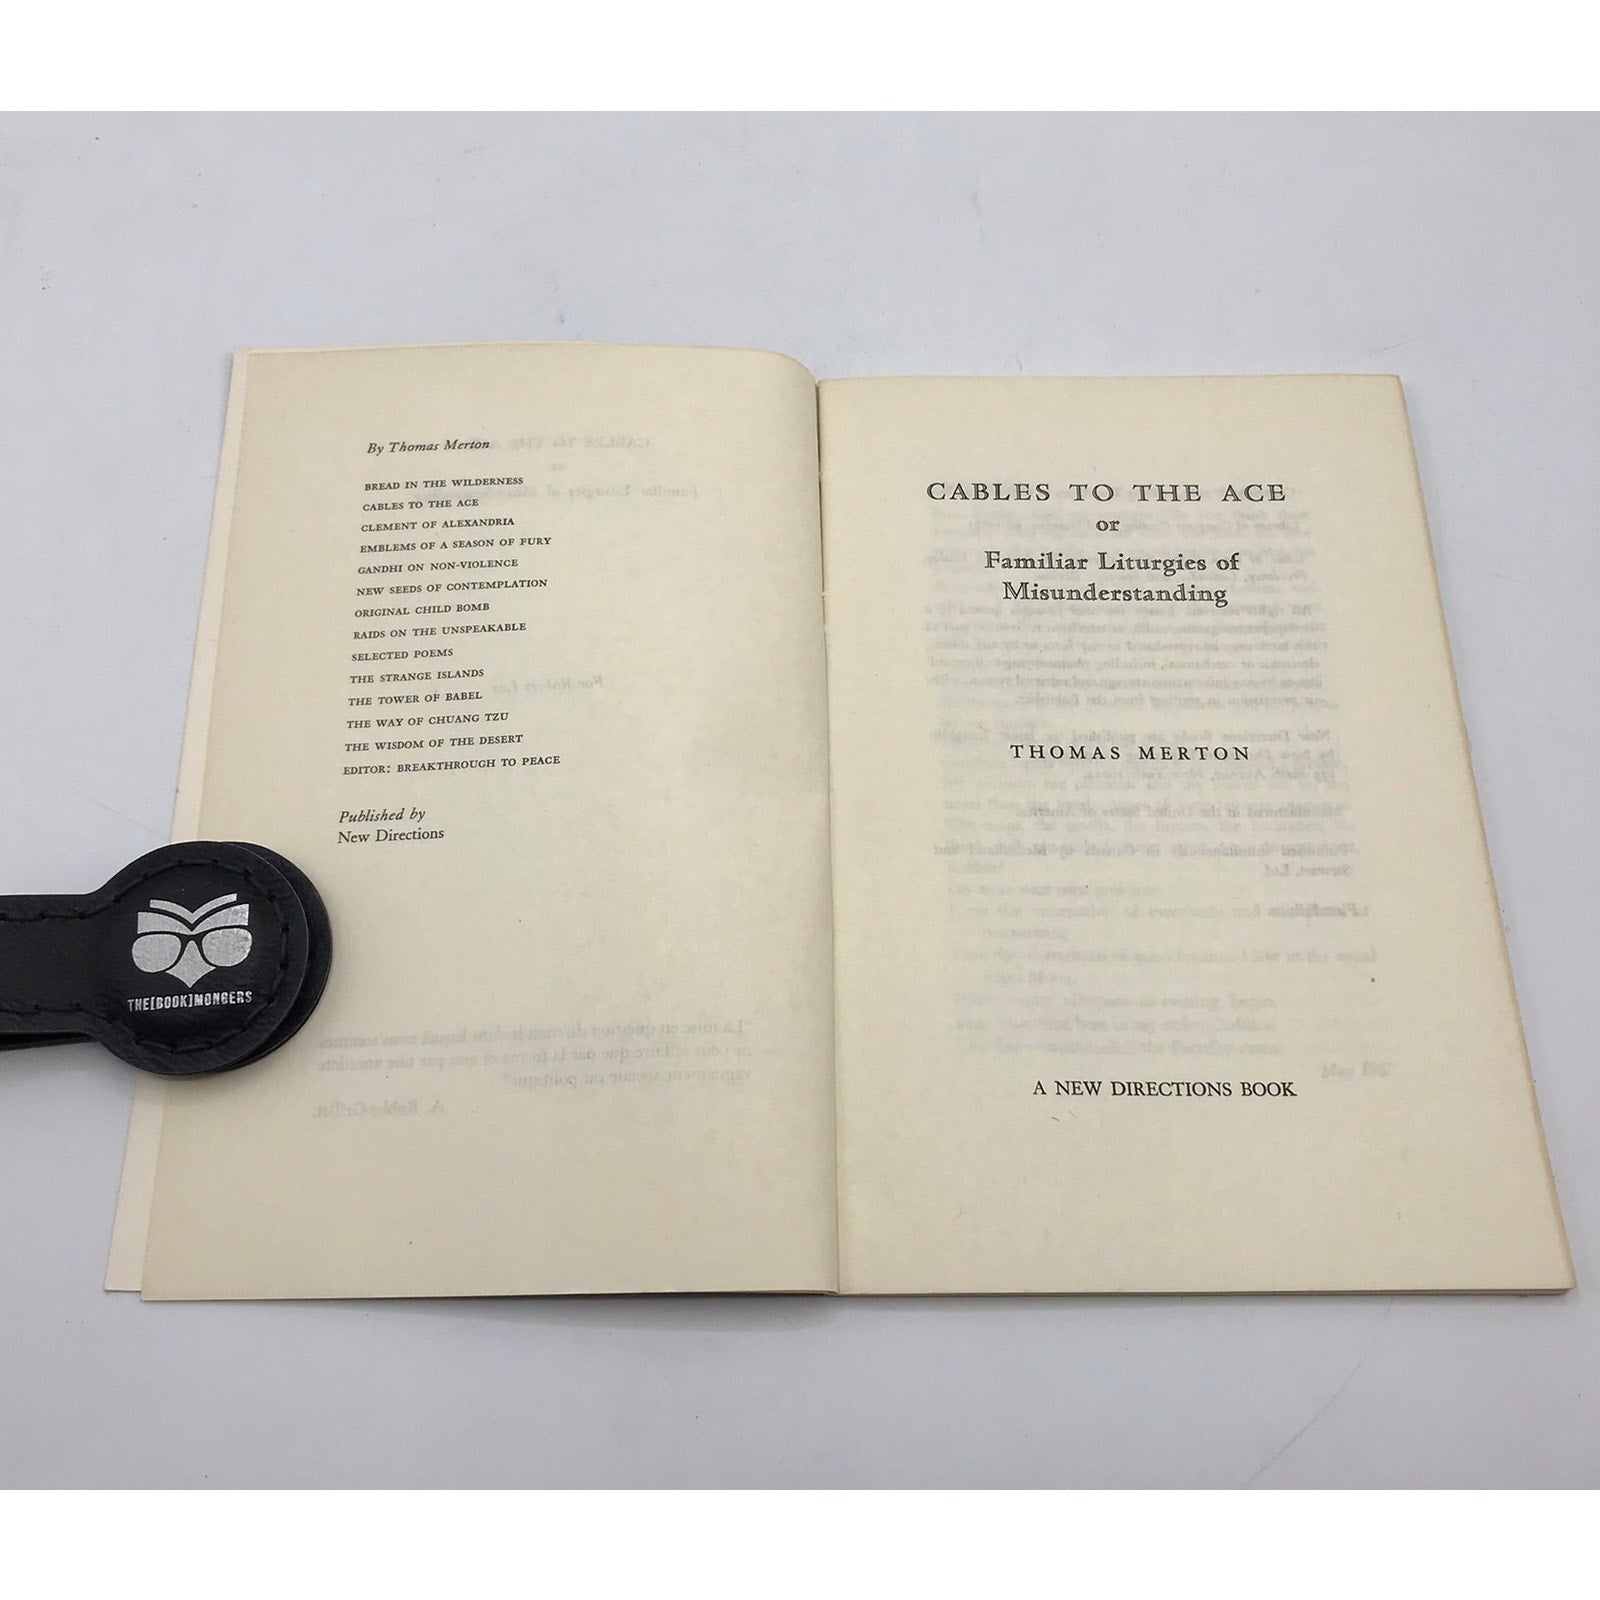 By Thomas Merton
BREAD IN THE WILDERNESS
CABLES TO THE ACE
CLEMENT OF ALEXANDRIA
EMBLEMS OF A SEASON OF FURY
GANDHI ON NON-VIOLENCE
NEW SEEDS OF CONTEMPLATION
ORIGINAL CHILD BOMB
RAIDS ON THE UNSPEAKABLE
SELECTED POEMS
THE STRANGE ISLANDS
THE TOWER OF BABEL
THE WAY OF CHUANG TZU
THE WISDOM OF THE DESERT
EDITOR: BREAKTHROUGH TO PEACE
Published by
New Directions
THE[BOOK]MONGERS
CABLES TO THE ACE
or
Familiar Liturgies of
Misunderstanding
THOMAS MERTON
A NEW DIRECTIONS BOOK